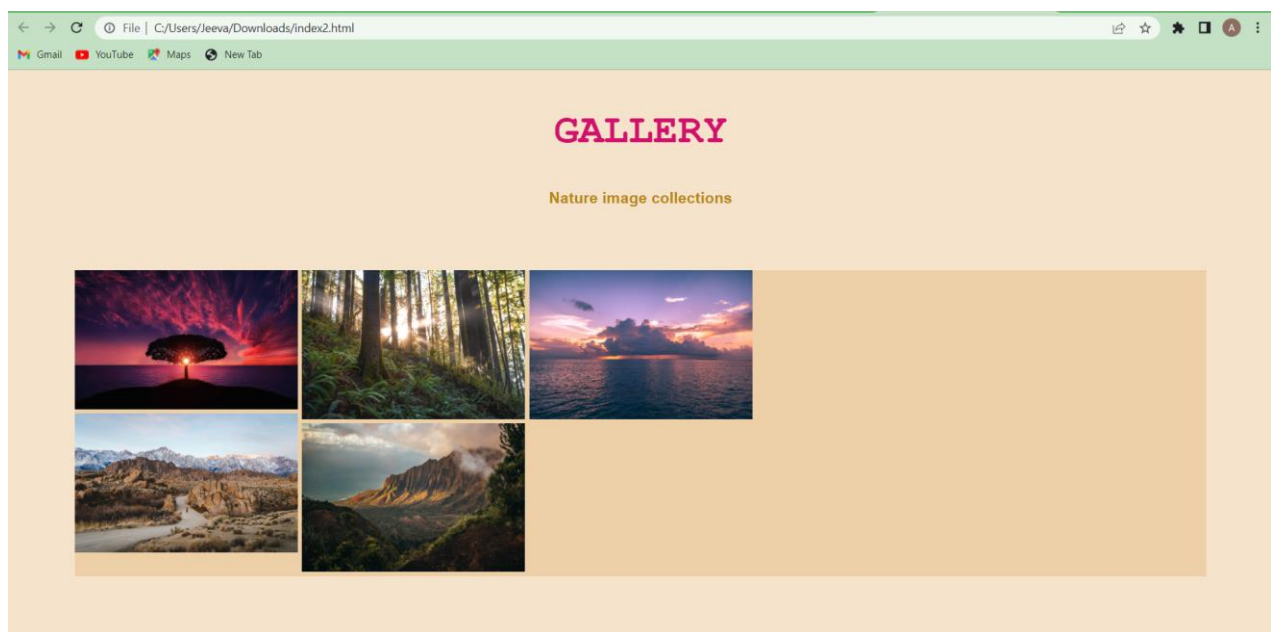 File | C:/Users/Jeeva/Downloads/index2.html
A
Gmail YouTube Maps New Tab
GALLERY
Nature image collections